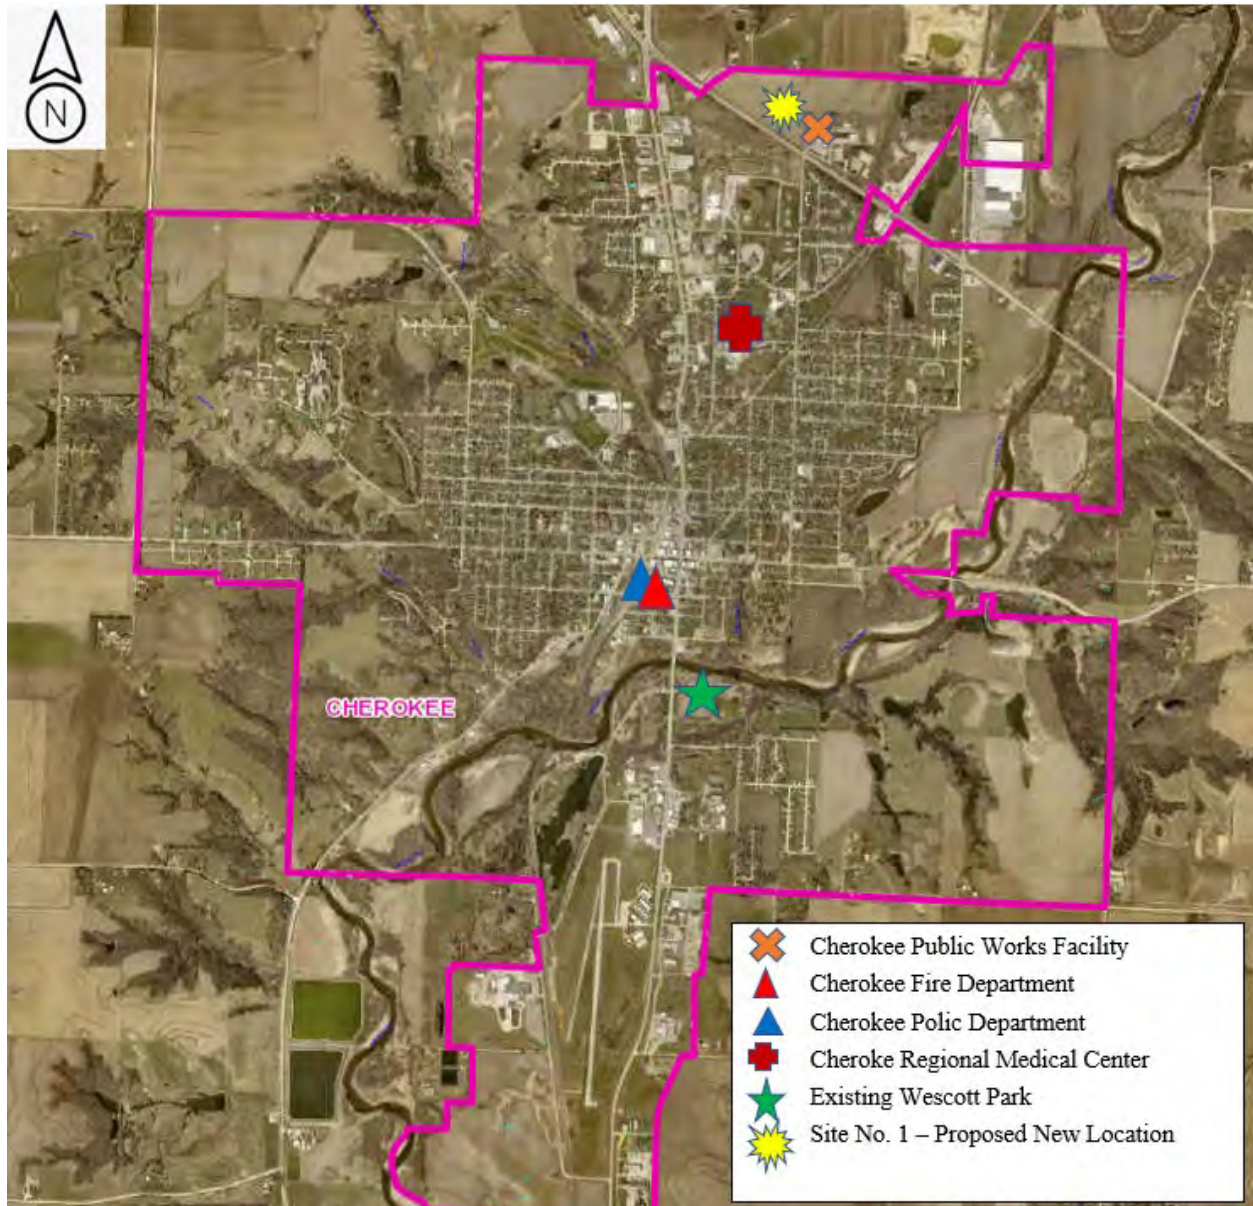 N
CHEROKEE
Cherokee Public Works Facility
Cherokee Fire Department
Cherokee Polic Department
Cheroke Regional Medical Center
Existing Wescott Park
Site No. 1 – Proposed New Location